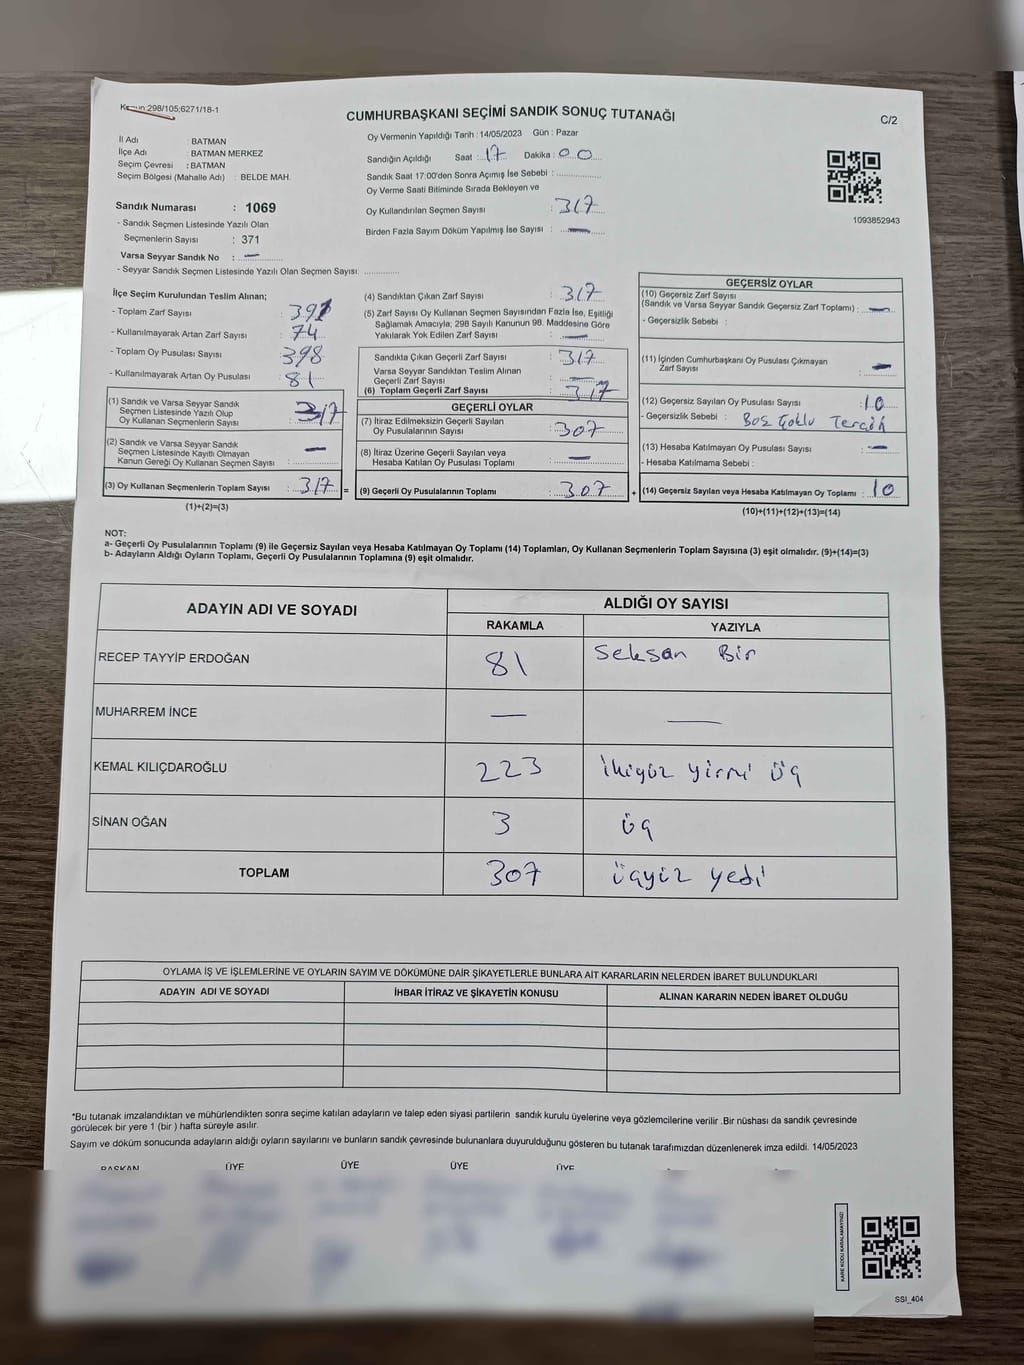 Kanun 298/105;6271/18-1
CUMHURBAŞKANI SEÇİMİ SANDIK SONUÇ TUTANAĞI
C/2
İl Adı : BATMAN
İlçe Adı : BATMAN MERKEZ
Seçim Çevresi : BATMAN
Seçim Bölgesi (Mahalle Adı) : BELDE MAH.
Sandık Numarası : 1069
- Sandık Seçmen Listesinde Yazılı Olan
Seçmenlerin Sayısı : 371
Varsa Seyyar Sandık No : —
- Seyyar Sandık Seçmen Listesinde Yazılı Olan Seçmen Sayısı: ............
Oy Vermenin Yapıldığı Tarih : 14/05/2023 Gün : Pazar
Sandığın Açıldığı Saat : 17 Dakika : 00
Sandık Saat 17:00'den Sonra Açımış İse Sebebi : ............
Oy Verme Saati Bitiminde Sırada Bekleyen ve
Oy Kullandırılan Seçmen Sayısı : 317
Birden Fazla Sayım Döküm Yapılmış İse Sayısı : —
1093852943
İlçe Seçim Kurulundan Teslim Alınan;
- Toplam Zarf Sayısı : 391
- Kullanılmayarak Artan Zarf Sayısı : 74
- Toplam Oy Pusulası Sayısı : 398
- Kullanılmayarak Artan Oy Pusulası : 81
(1) Sandık ve Varsa Seyyar Sandık
Seçmen Listesinde Yazılı Olup
Oy Kullanan Seçmenlerin Sayısı : 317
(2) Sandık ve Varsa Seyyar Sandık
Seçmen Listesinde Kayıtlı Olmayan
Kanun Gereği Oy Kullanan Seçmen Sayısı : —
(3) Oy Kullanan Seçmenlerin Toplam Sayısı : 317 =
(1)+(2)=(3)
(4) Sandıktan Çıkan Zarf Sayısı : 317
(5) Zarf Sayısı Oy Kullanan Seçmen Sayısından Fazla İse, Eşitliği
Sağlamak Amacıyla; 298 Sayılı Kanunun 98. Maddesine Göre
Yakılarak Yok Edilen Zarf Sayısı : —
Sandıkta Çıkan Geçerli Zarf Sayısı : 317
Varsa Seyyar Sandıktan Teslim Alınan
Geçerli Zarf Sayısı : —
(6) Toplam Geçerli Zarf Sayısı : 317
GEÇERLİ OYLAR
(7) İtiraz Edilmeksizin Geçerli Sayılan
Oy Pusulalarının Sayısı : 307
(8) İtiraz Üzerine Geçerli Sayılan veya
Hesaba Katılan Oy Pusulası Toplamı : —
(9) Geçerli Oy Pusulalarının Toplamı : 307 +
GEÇERSİZ OYLAR
(10) Geçersiz Zarf Sayısı
(Sandık ve Varsa Seyyar Sandık Geçersiz Zarf Toplamı) : —
- Geçersizlik Sebebi :
(11) İçinden Cumhurbaşkanı Oy Pusulası Çıkmayan
Zarf Sayısı : —
(12) Geçersiz Sayılan Oy Pusulası Sayısı : 10
- Geçersizlik Sebebi : Boş Çoklu Tercih
(13) Hesaba Katılmayan Oy Pusulası Sayısı : —
- Hesaba Katılmama Sebebi :
(14) Geçersiz Sayılan veya Hesaba Katılmayan Oy Toplamı : 10
(10)+(11)+(12)+(13)=(14)
NOT:
a- Geçerli Oy Pusulalarının Toplamı (9) ile Geçersiz Sayılan veya Hesaba Katılmayan Oy Toplamı (14) Toplamları, Oy Kullanan Seçmenlerin Toplam Sayısına (3) eşit olmalıdır. (9)+(14)=(3)
b- Adayların Aldığı Oyların Toplamı, Geçerli Oy Pusulalarının Toplamına (9) eşit olmalıdır.
ADAYIN ADI VE SOYADI ALDIĞI OY SAYISI
RAKAMLA YAZIYLA
RECEP TAYYİP ERDOĞAN 81 Seksan Bir
MUHARREM İNCE — —
KEMAL KILIÇDAROĞLU 223 İkiyüz yirmi üç
SİNAN OĞAN 3 üç
TOPLAM 307 üçyüz yedi
OYLAMA İŞ VE İŞLEMLERİNE VE OYLARIN SAYIM VE DÖKÜMÜNE DAİR ŞİKAYETLERLE BUNLARA AİT KARARLARIN NELERDEN İBARET BULUNDUKLARI
ADAYIN ADI VE SOYADI İHBAR İTİRAZ VE ŞİKAYETİN KONUSU ALINAN KARARIN NEDEN İBARET OLDUĞU
*Bu tutanak imzalandıktan ve mühürlendikten sonra seçime katılan adayların ve talep eden siyasi partilerin sandık kurulu üyelerine veya gözlemcilerine verilir .Bir nüshası da sandık çevresinde
görülecek bir yere 1 (bir ) hafta süreyle asılır.
Sayım ve döküm sonucunda adayların aldığı oyların sayılarını ve bunların sandık çevresinde bulunanlara duyurulduğunu gösteren bu tutanak tarafımızdan düzenlenerek imza edildi. 14/05/2023
BAŞKAN ÜYE ÜYE ÜYE ÜYE
KARE KODU KARALAMAYINIZ!
SSI_404